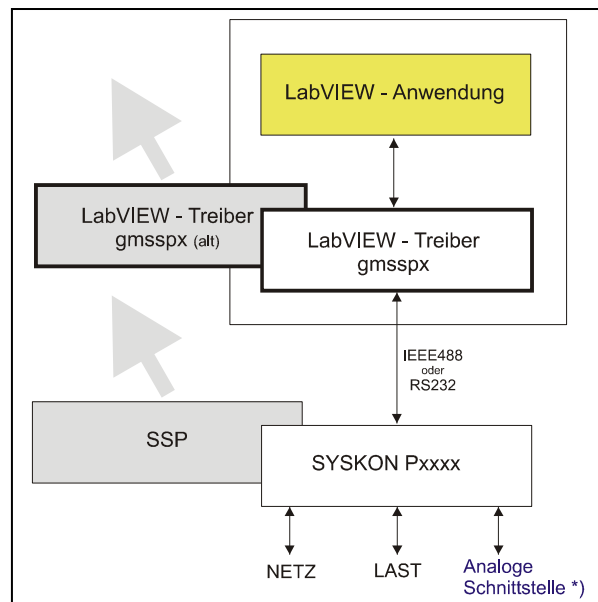 LabVIEW - Anwendung
LabVIEW - Treiber
gmsspx (alt)
LabVIEW - Treiber
gmsspx
IEEE488
oder
RS232
SSP
SYSKON Pxxxx
NETZ
LAST
Analoge
Schnittstelle *)